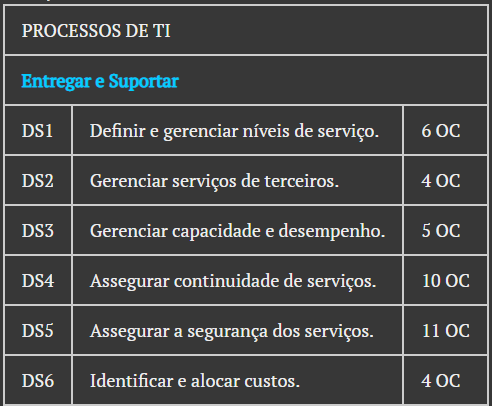 PROCESSOS DE TI
Entregar e Suportar
DS1 Definir e gerenciar níveis de serviço. 6 OC
DS2 Gerenciar serviços de terceiros. 4 OC
DS3 Gerenciar capacidade e desempenho. 5 OC
DS4 Assegurar continuidade de serviços. 10 OC
DS5 Assegurar a segurança dos serviços. 11 OC
DS6 Identificar e alocar custos. 4 OC